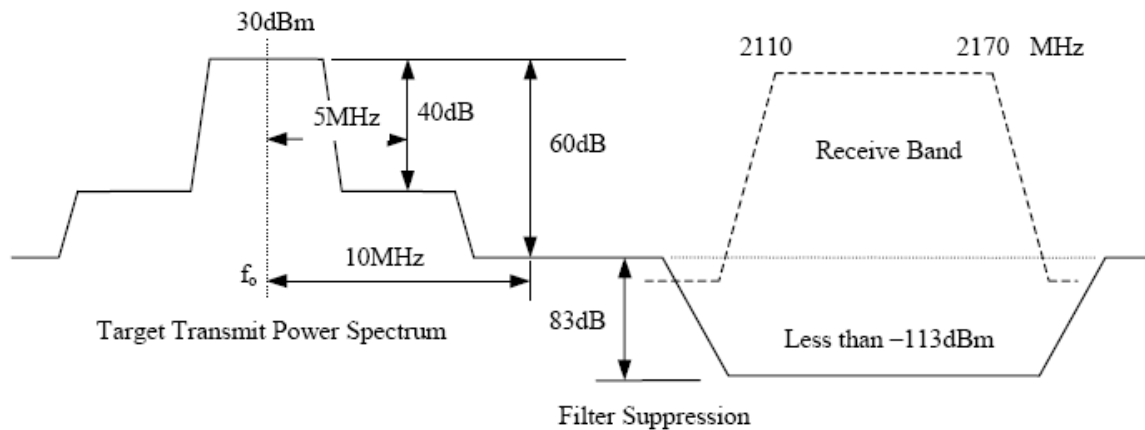 30dBm
2110
2170 MHz
5MHz
40dB
60dB
Receive Band
fₒ
10MHz
83dB
Target Transmit Power Spectrum
Less than –113dBm
Filter Suppression